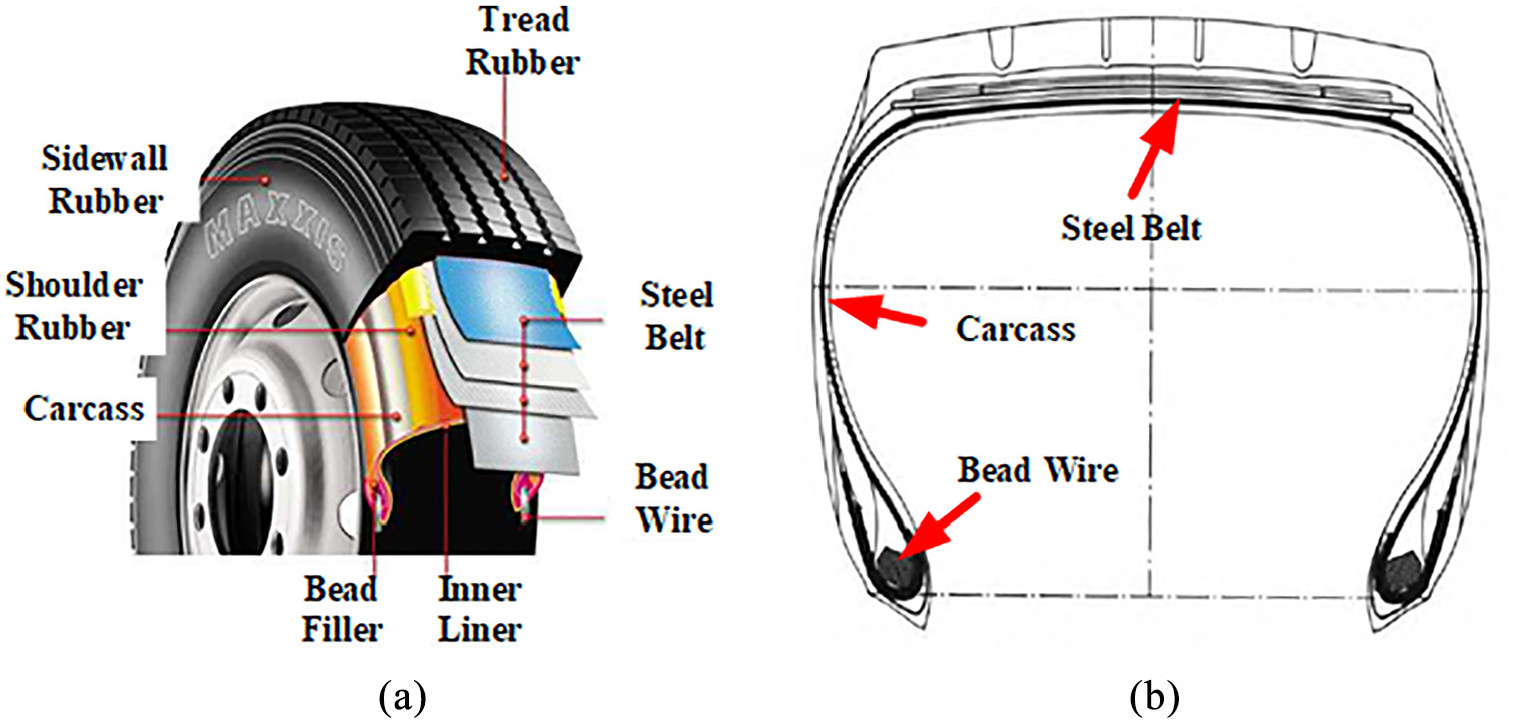 Tread
Rubber
Sidewall
Rubber
MAXXIS
Shoulder
Rubber
Steel
Belt
Carcass
Bead
Wire
Bead
Filler
Inner
Liner
(a)
Steel Belt
Carcass
Bead Wire
(b)